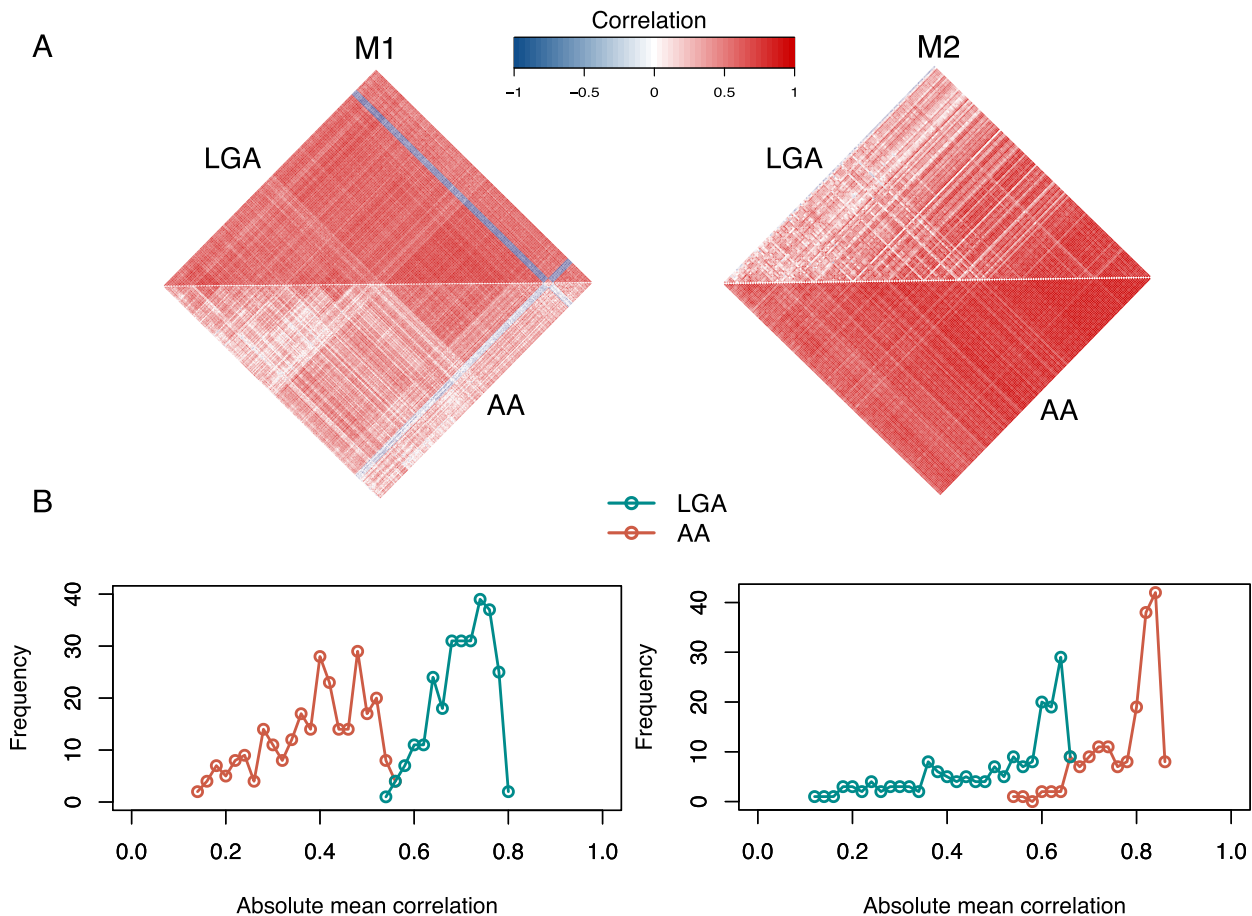 A
M1
Correlation
M2
−1 −0.5 0 0.5 1
LGA
LGA
AA
AA
B
LGA
AA
Frequency
0 10 20 30 40
0.0 0.2 0.4 0.6 0.8 1.0
Absolute mean correlation
Frequency
0 10 20 30 40
0.0 0.2 0.4 0.6 0.8 1.0
Absolute mean correlation